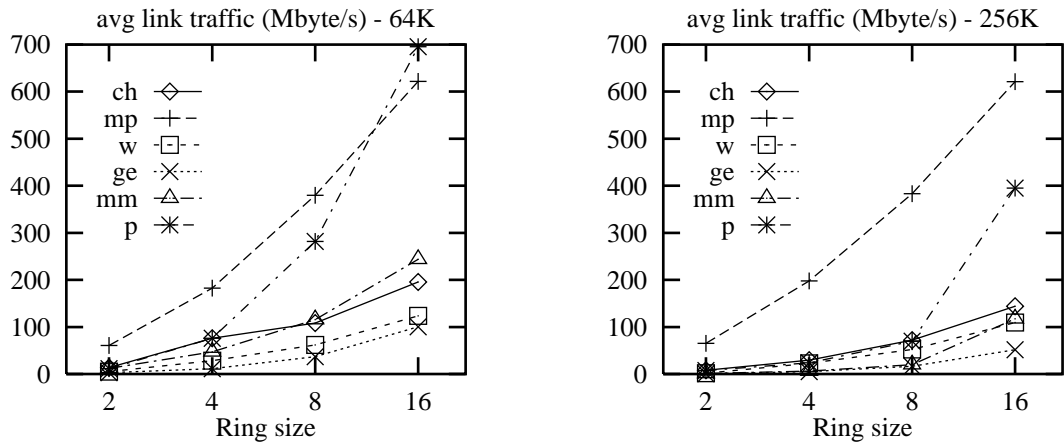 avg link traffic (Mbyte/s) - 64K
700
600
500
400
300
200
100
0
ch
mp
w
ge
mm
p
2 4 8 16
Ring size
avg link traffic (Mbyte/s) - 256K
700
600
500
400
300
200
100
0
ch
mp
w
ge
mm
p
2 4 8 16
Ring size